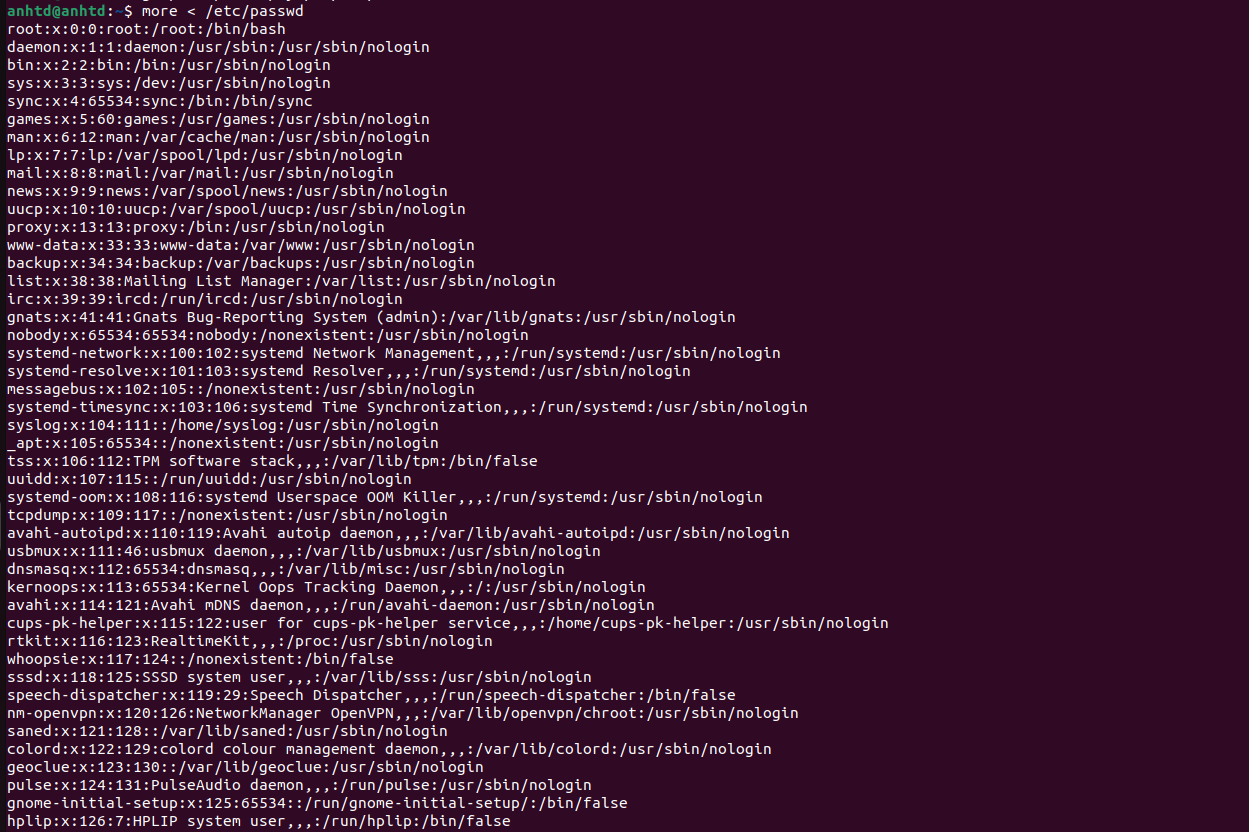 anhtd@anhtd:~$ more < /etc/passwd
root:x:0:0:root:/root:/bin/bash
daemon:x:1:1:daemon:/usr/sbin:/usr/sbin/nologin
bin:x:2:2:bin:/bin:/usr/sbin/nologin
sys:x:3:3:sys:/dev:/usr/sbin/nologin
sync:x:4:65534:sync:/bin:/bin/sync
games:x:5:60:games:/usr/games:/usr/sbin/nologin
man:x:6:12:man:/var/cache/man:/usr/sbin/nologin
lp:x:7:7:lp:/var/spool/lpd:/usr/sbin/nologin
mail:x:8:8:mail:/var/mail:/usr/sbin/nologin
news:x:9:9:news:/var/spool/news:/usr/sbin/nologin
uucp:x:10:10:uucp:/var/spool/uucp:/usr/sbin/nologin
proxy:x:13:13:proxy:/bin:/usr/sbin/nologin
www-data:x:33:33:www-data:/var/www:/usr/sbin/nologin
backup:x:34:34:backup:/var/backups:/usr/sbin/nologin
list:x:38:38:Mailing List Manager:/var/list:/usr/sbin/nologin
irc:x:39:39:ircd:/run/ircd:/usr/sbin/nologin
gnats:x:41:41:Gnats Bug-Reporting System (admin):/var/lib/gnats:/usr/sbin/nologin
nobody:x:65534:65534:nobody:/nonexistent:/usr/sbin/nologin
systemd-network:x:100:102:systemd Network Management,,,:/run/systemd:/usr/sbin/nologin
systemd-resolve:x:101:103:systemd Resolver,,,:/run/systemd:/usr/sbin/nologin
messagebus:x:102:105::/nonexistent:/usr/sbin/nologin
systemd-timesync:x:103:106:systemd Time Synchronization,,,:/run/systemd:/usr/sbin/nologin
syslog:x:104:111::/home/syslog:/usr/sbin/nologin
_apt:x:105:65534::/nonexistent:/usr/sbin/nologin
tss:x:106:112:TPM software stack,,,:/var/lib/tpm:/bin/false
uuidd:x:107:115::/run/uuidd:/usr/sbin/nologin
systemd-oom:x:108:116:systemd Userspace OOM Killer,,,:/run/systemd:/usr/sbin/nologin
tcpdump:x:109:117::/nonexistent:/usr/sbin/nologin
avahi-autoipd:x:110:119:Avahi autoip daemon,,,:/var/lib/avahi-autoipd:/usr/sbin/nologin
usbmux:x:111:46:usbmux daemon,,,:/var/lib/usbmux:/usr/sbin/nologin
dnsmasq:x:112:65534:dnsmasq,,,:/var/lib/misc:/usr/sbin/nologin
kernoops:x:113:65534:Kernel Oops Tracking Daemon,,,:/:/usr/sbin/nologin
avahi:x:114:121:Avahi mDNS daemon,,,:/run/avahi-daemon:/usr/sbin/nologin
cups-pk-helper:x:115:122:user for cups-pk-helper service,,,:/home/cups-pk-helper:/usr/sbin/nologin
rtkit:x:116:123:RealtimeKit,,,:/proc:/usr/sbin/nologin
whoopsie:x:117:124::/nonexistent:/bin/false
sssd:x:118:125:SSSD system user,,,:/var/lib/sss:/usr/sbin/nologin
speech-dispatcher:x:119:29:Speech Dispatcher,,,:/run/speech-dispatcher:/bin/false
nm-openvpn:x:120:126:NetworkManager OpenVPN,,,:/var/lib/openvpn/chroot:/usr/sbin/nologin
saned:x:121:128::/var/lib/saned:/usr/sbin/nologin
colord:x:122:129:colord colour management daemon,,,:/var/lib/colord:/usr/sbin/nologin
geoclue:x:123:130::/var/lib/geoclue:/usr/sbin/nologin
pulse:x:124:131:PulseAudio daemon,,,:/run/pulse:/usr/sbin/nologin
gnome-initial-setup:x:125:65534::/run/gnome-initial-setup/:/bin/false
hplip:x:126:7:HPLIP system user,,,:/run/hplip:/bin/false